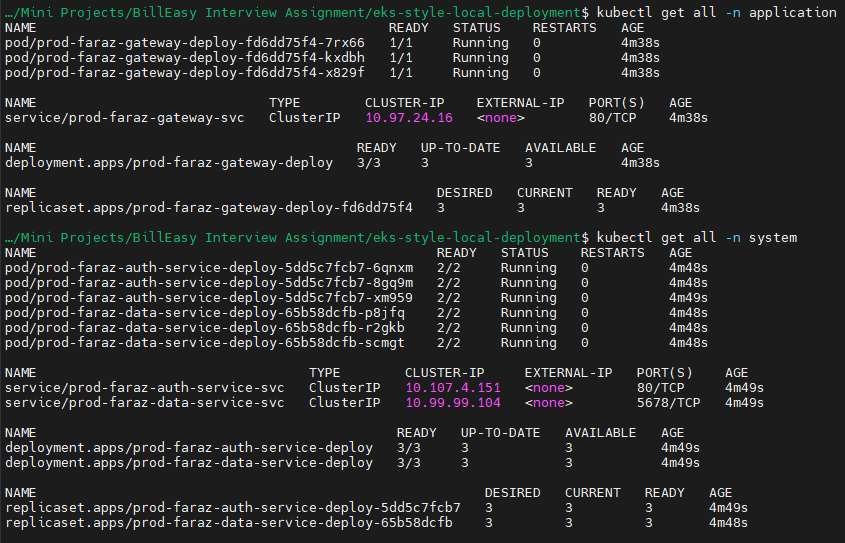 …/Mini Projects/BillEasy Interview Assignment/eks-style-local-deployment$ kubectl get all -n application
NAME READY STATUS RESTARTS AGE
pod/prod-faraz-gateway-deploy-fd6dd75f4-7rx66 1/1 Running 0 4m38s
pod/prod-faraz-gateway-deploy-fd6dd75f4-kxdbh 1/1 Running 0 4m38s
pod/prod-faraz-gateway-deploy-fd6dd75f4-x829f 1/1 Running 0 4m38s
NAME TYPE CLUSTER-IP EXTERNAL-IP PORT(S) AGE
service/prod-faraz-gateway-svc ClusterIP 10.97.24.16 <none> 80/TCP 4m38s
NAME READY UP-TO-DATE AVAILABLE AGE
deployment.apps/prod-faraz-gateway-deploy 3/3 3 3 4m38s
NAME DESIRED CURRENT READY AGE
replicaset.apps/prod-faraz-gateway-deploy-fd6dd75f4 3 3 3 4m38s
…/Mini Projects/BillEasy Interview Assignment/eks-style-local-deployment$ kubectl get all -n system
NAME READY STATUS RESTARTS AGE
pod/prod-faraz-auth-service-deploy-5dd5c7fcb7-6qnxm 2/2 Running 0 4m48s
pod/prod-faraz-auth-service-deploy-5dd5c7fcb7-8gq9m 2/2 Running 0 4m48s
pod/prod-faraz-auth-service-deploy-5dd5c7fcb7-xm959 2/2 Running 0 4m49s
pod/prod-faraz-data-service-deploy-65b58dcfb-p8jfq 2/2 Running 0 4m48s
pod/prod-faraz-data-service-deploy-65b58dcfb-r2gkb 2/2 Running 0 4m48s
pod/prod-faraz-data-service-deploy-65b58dcfb-scmgt 2/2 Running 0 4m48s
NAME TYPE CLUSTER-IP EXTERNAL-IP PORT(S) AGE
service/prod-faraz-auth-service-svc ClusterIP 10.107.4.151 <none> 80/TCP 4m49s
service/prod-faraz-data-service-svc ClusterIP 10.99.99.104 <none> 5678/TCP 4m49s
NAME READY UP-TO-DATE AVAILABLE AGE
deployment.apps/prod-faraz-auth-service-deploy 3/3 3 3 4m49s
deployment.apps/prod-faraz-data-service-deploy 3/3 3 3 4m49s
NAME DESIRED CURRENT READY AGE
replicaset.apps/prod-faraz-auth-service-deploy-5dd5c7fcb7 3 3 3 4m49s
replicaset.apps/prod-faraz-data-service-deploy-65b58dcfb 3 3 3 4m48s